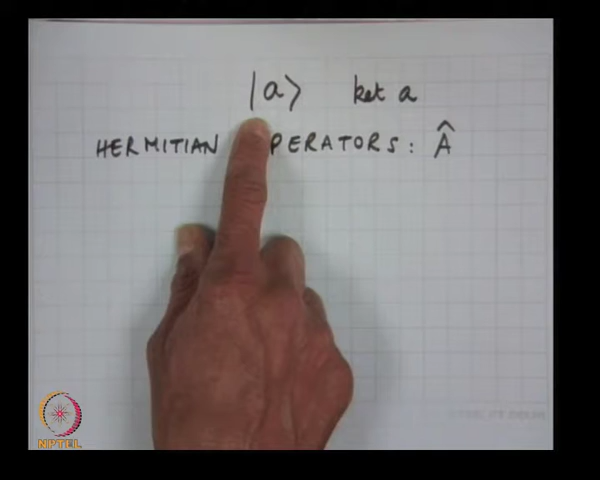 |a⟩ ket a
HERMITIAN PERATORS: Â
NPTEL